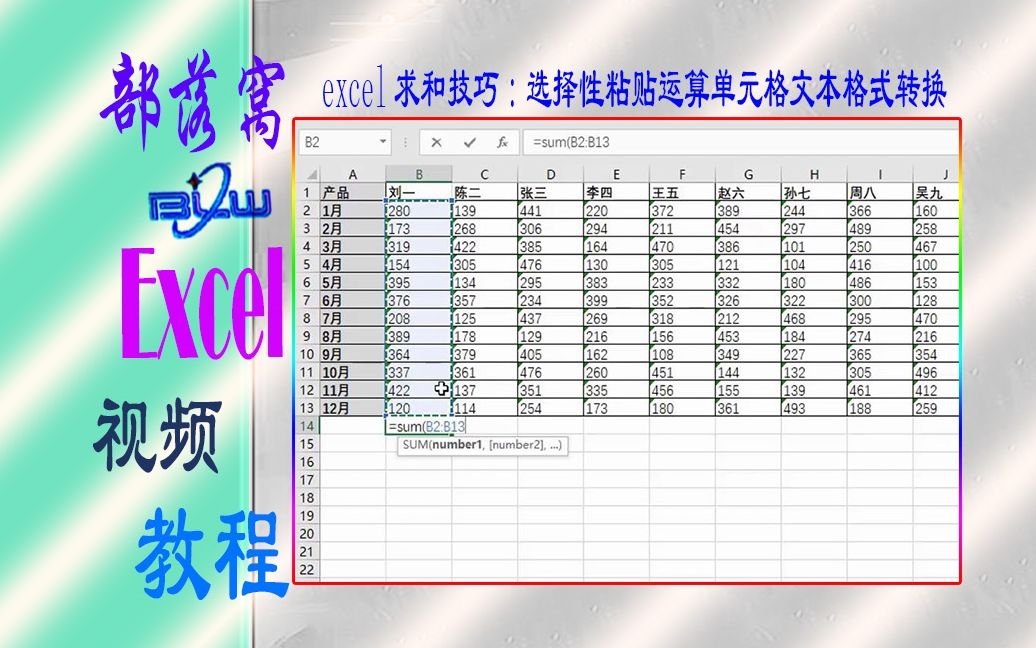 部落窝
BLW
Excel
视频
教程
excel求和技巧：选择性粘贴运算单元格文本格式转换
B2 fx =sum(B2:B13
A B C D E F G H I J
1 产品 刘一 陈二 张三 李四 王五 赵六 孙七 周八 吴九
2 1月 280 139 441 220 372 389 244 366 160
3 2月 173 268 306 294 211 454 297 489 258
4 3月 319 422 385 164 470 386 101 250 467
5 4月 154 305 476 130 305 121 104 416 100
6 5月 395 134 295 383 233 332 180 486 153
7 6月 376 357 234 399 352 326 322 300 128
8 7月 208 125 437 269 318 212 468 295 470
9 8月 389 178 129 216 156 453 184 274 216
10 9月 364 379 405 162 108 349 227 365 354
11 10月 337 361 476 260 451 144 132 305 496
12 11月 422 137 351 335 456 155 139 461 412
13 12月 120 114 254 173 180 361 493 188 259
14 =sum(B2:B13
15 SUM(number1, [number2], ...)
16
17
18
19
20
21
22